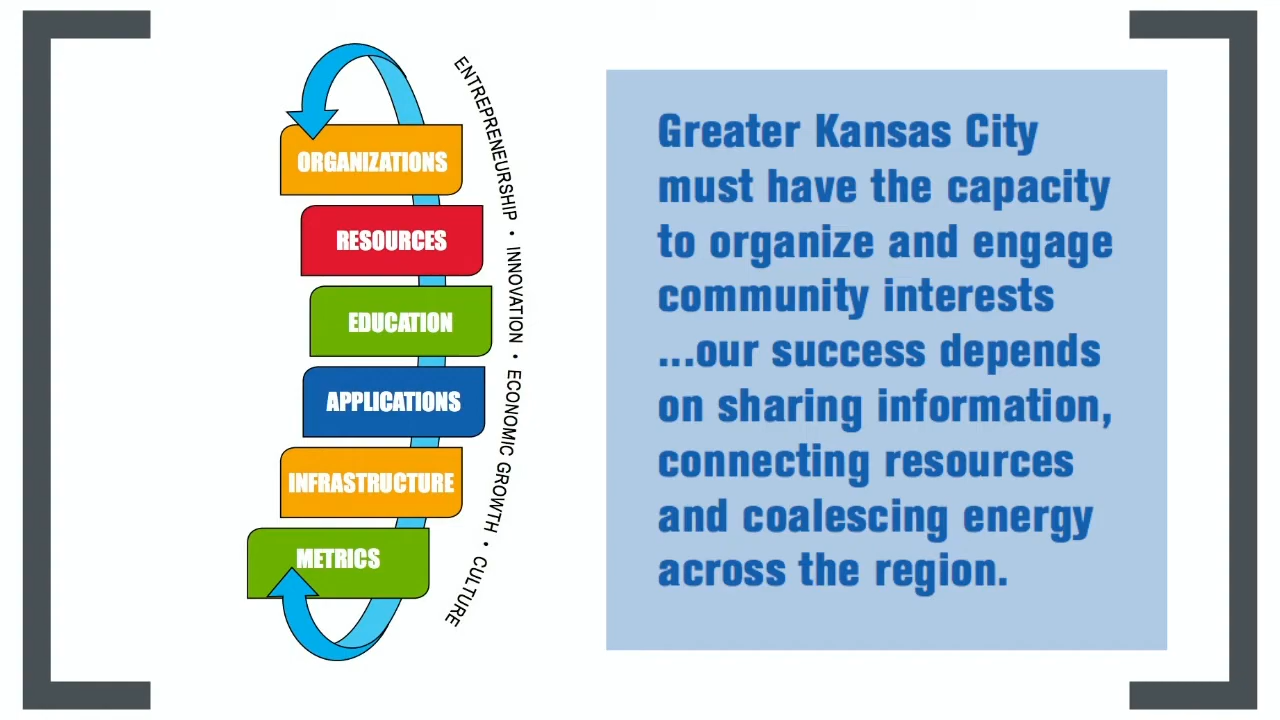 ORGANIZATIONS
RESOURCES
EDUCATION
APPLICATIONS
INFRASTRUCTURE
METRICS
ENTREPRENEURSHIP • INNOVATION • ECONOMIC GROWTH • CULTURE
Greater Kansas City
must have the capacity
to organize and engage
community interests
...our success depends
on sharing information,
connecting resources
and coalescing energy
across the region.